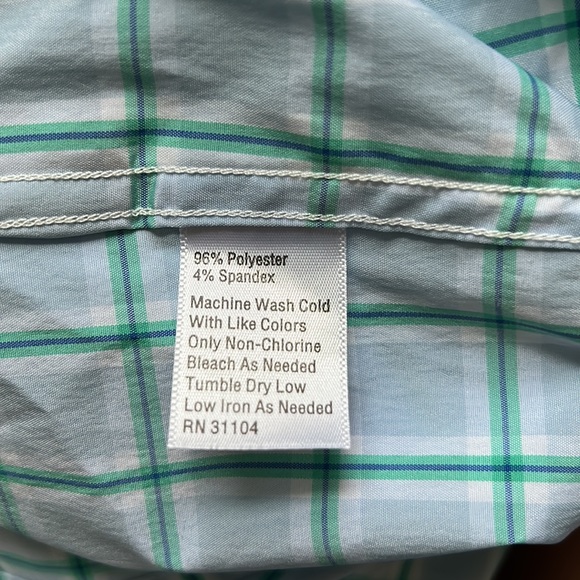 96% Polyester
4% Spandex
Machine Wash Cold
With Like Colors
Only Non-Chlorine
Bleach As Needed
Tumble Dry Low
Low Iron As Needed
RN 31104